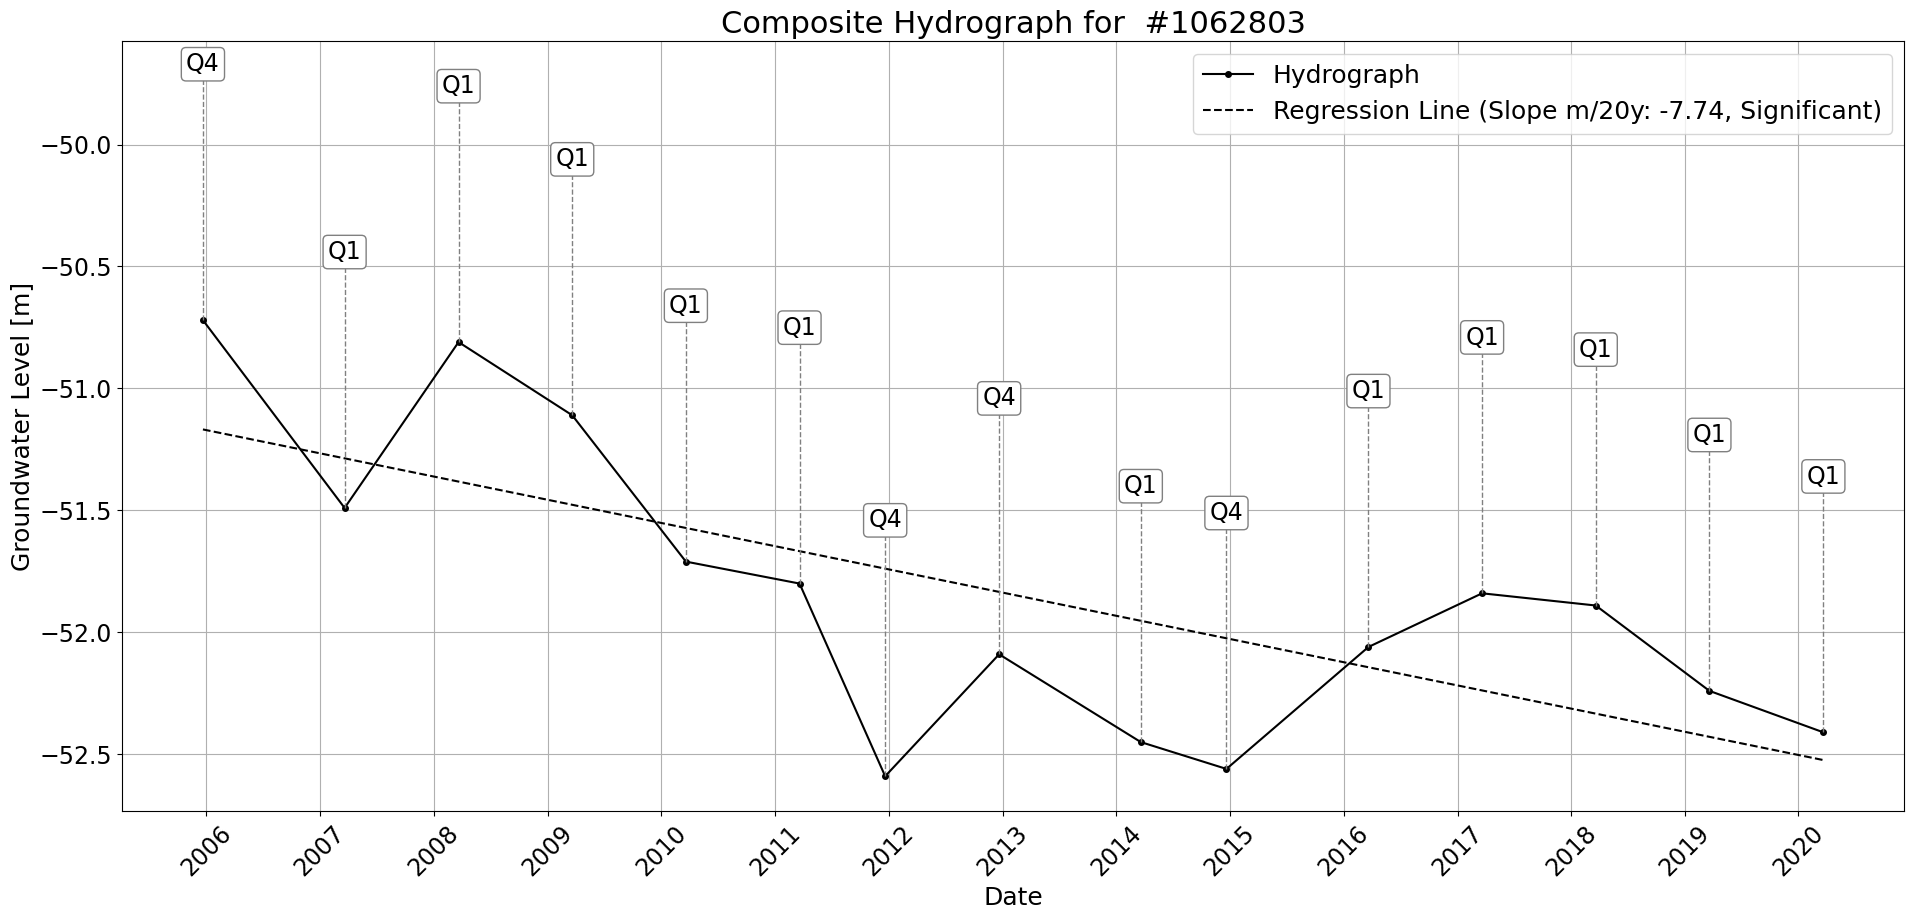 Composite Hydrograph for  #1062803
Hydrograph
Regression Line (Slope m/20y: -7.74, Significant)
Q4
Q1
Q1
Q1
Q1
Q1
Q4
Q4
Q1
Q4
Q1
Q1
Q1
Q1
Q1
Groundwater Level [m]
−50.0
−50.5
−51.0
−51.5
−52.0
−52.5
2006
2007
2008
2009
2010
2011
2012
2013
2014
2015
2016
2017
2018
2019
2020
Date